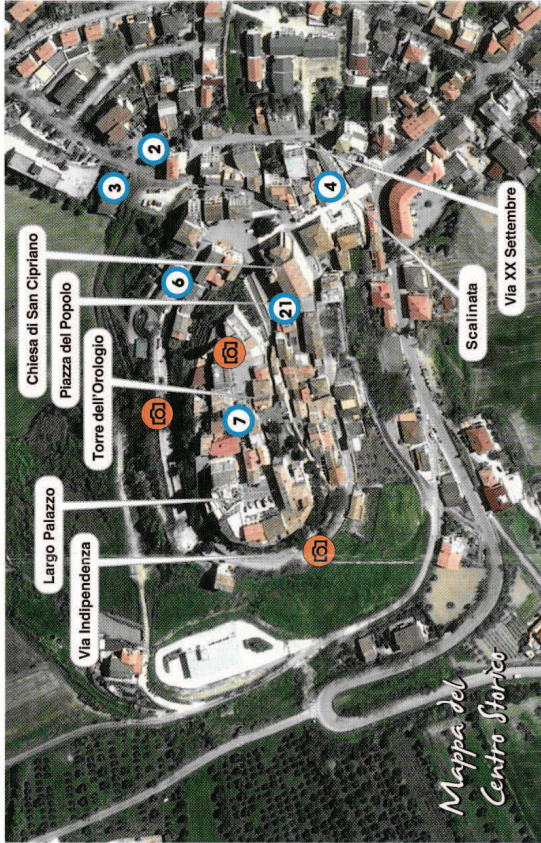 Mappa del
Centro Storico
Via Indipendenza
Largo Palazzo
Torre dell'Orologio
Piazza del Popolo
Chiesa di San Cipriano
Scalinata
Via XX Settembre
7
21
6
4
3
2